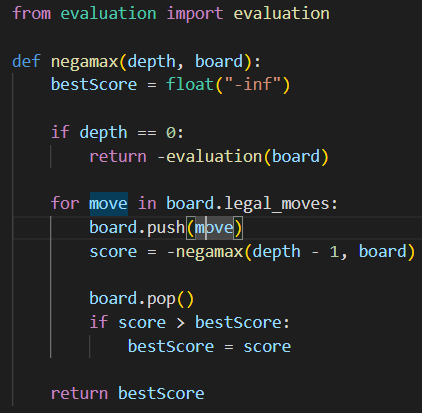 from evaluation import evaluation
def negamax(depth, board):
bestScore = float("-inf")
if depth == 0:
return -evaluation(board)
for move in board.legal_moves:
board.push(move)
score = -negamax(depth - 1, board)
board.pop()
if score > bestScore:
bestScore = score
return bestScore